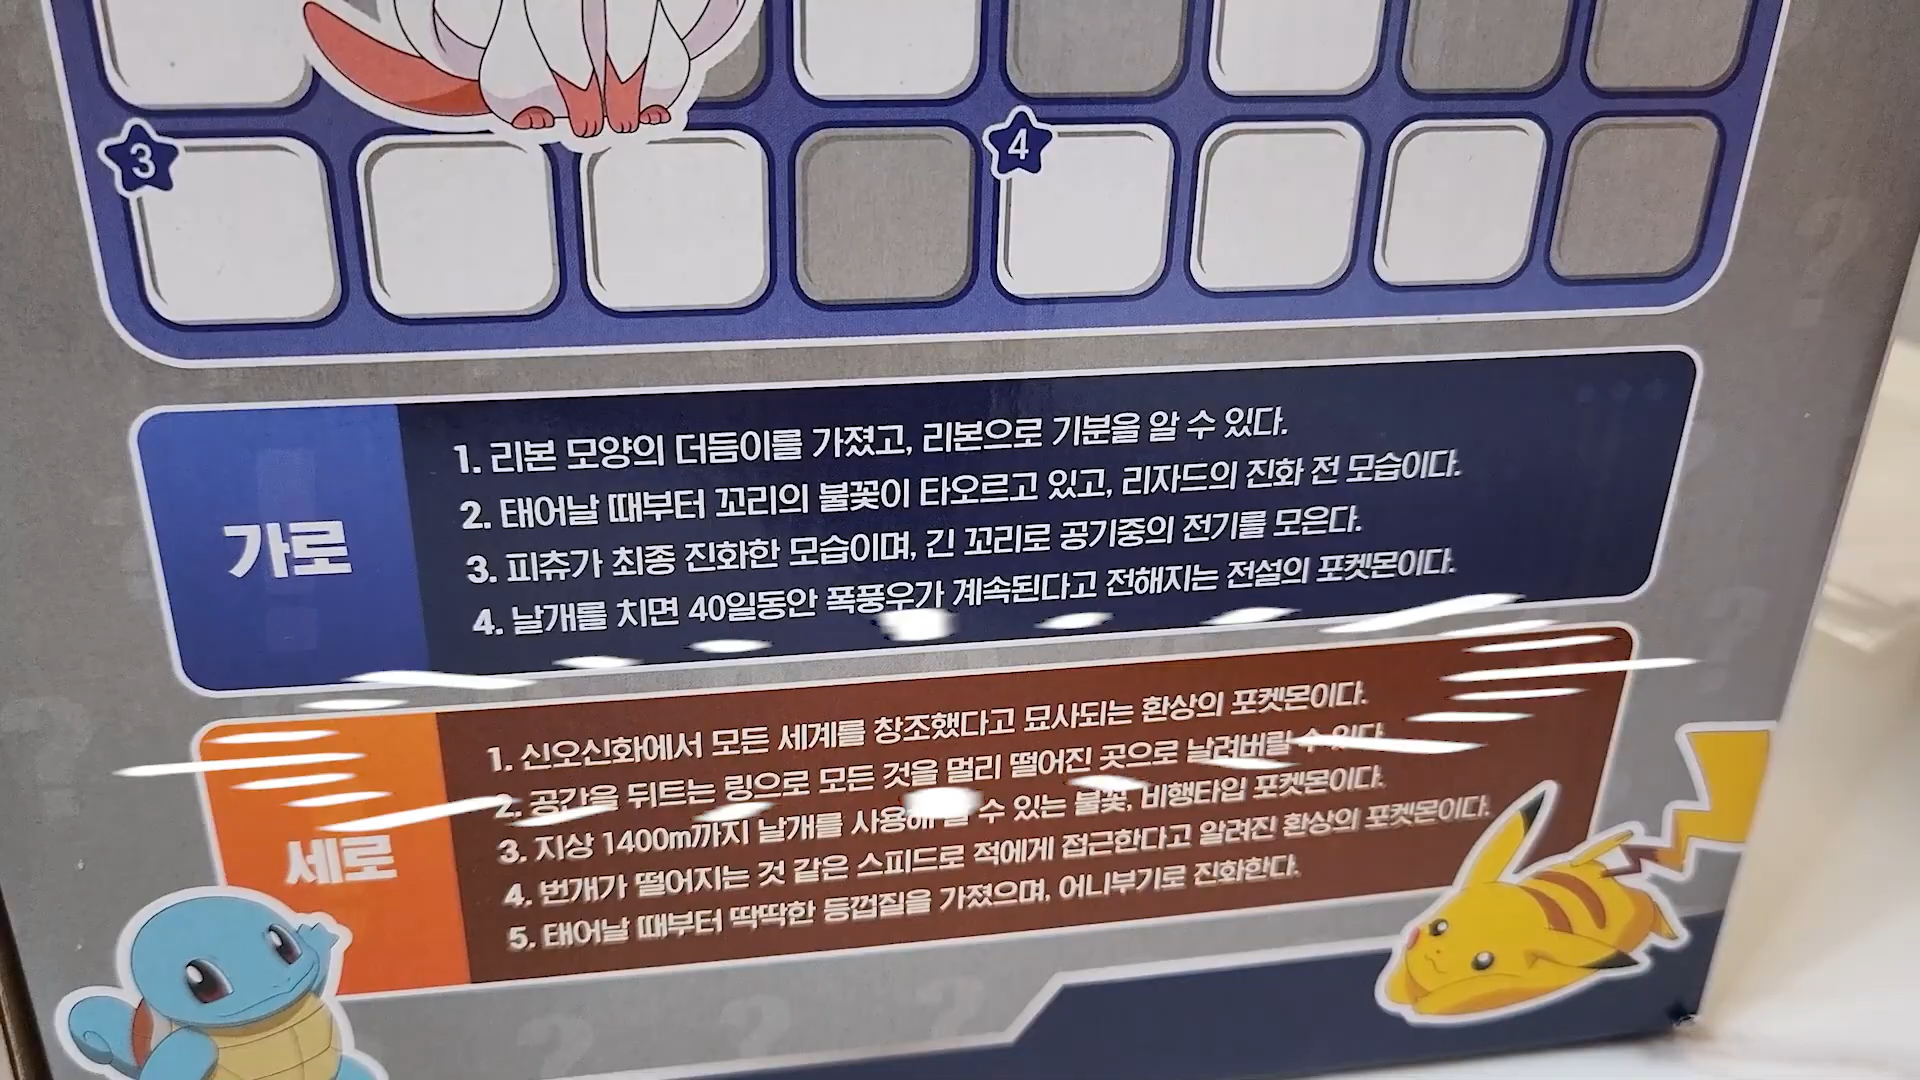 3
4
가로
1. 리본 모양의 더듬이를 가졌고, 리본으로 기분을 알 수 있다.
2. 태어날 때부터 꼬리의 불꽃이 타오르고 있고, 리자드의 진화 전 모습이다.
3. 피츄가 최종 진화한 모습이며, 긴 꼬리로 공기중의 전기를 모은다.
4. 날개를 치면 40일동안 폭풍우가 계속된다고 전해지는 전설의 포켓몬이다.
세로
1. 신오신화에서 모든 세계를 창조했다고 묘사되는 환상의 포켓몬이다.
2. 공간을 뒤트는 링으로 모든 것을 멀리 떨어진 곳으로 날려버릴 수 있다.
3. 지상 1400m까지 날개를 사용해 날 수 있는 불꽃, 비행타입 포켓몬이다.
4. 번개가 떨어지는 것 같은 스피드로 적에게 접근한다고 알려진 환상의 포켓몬이다.
5. 태어날 때부터 딱딱한 등껍질을 가졌으며, 어니부기로 진화한다.